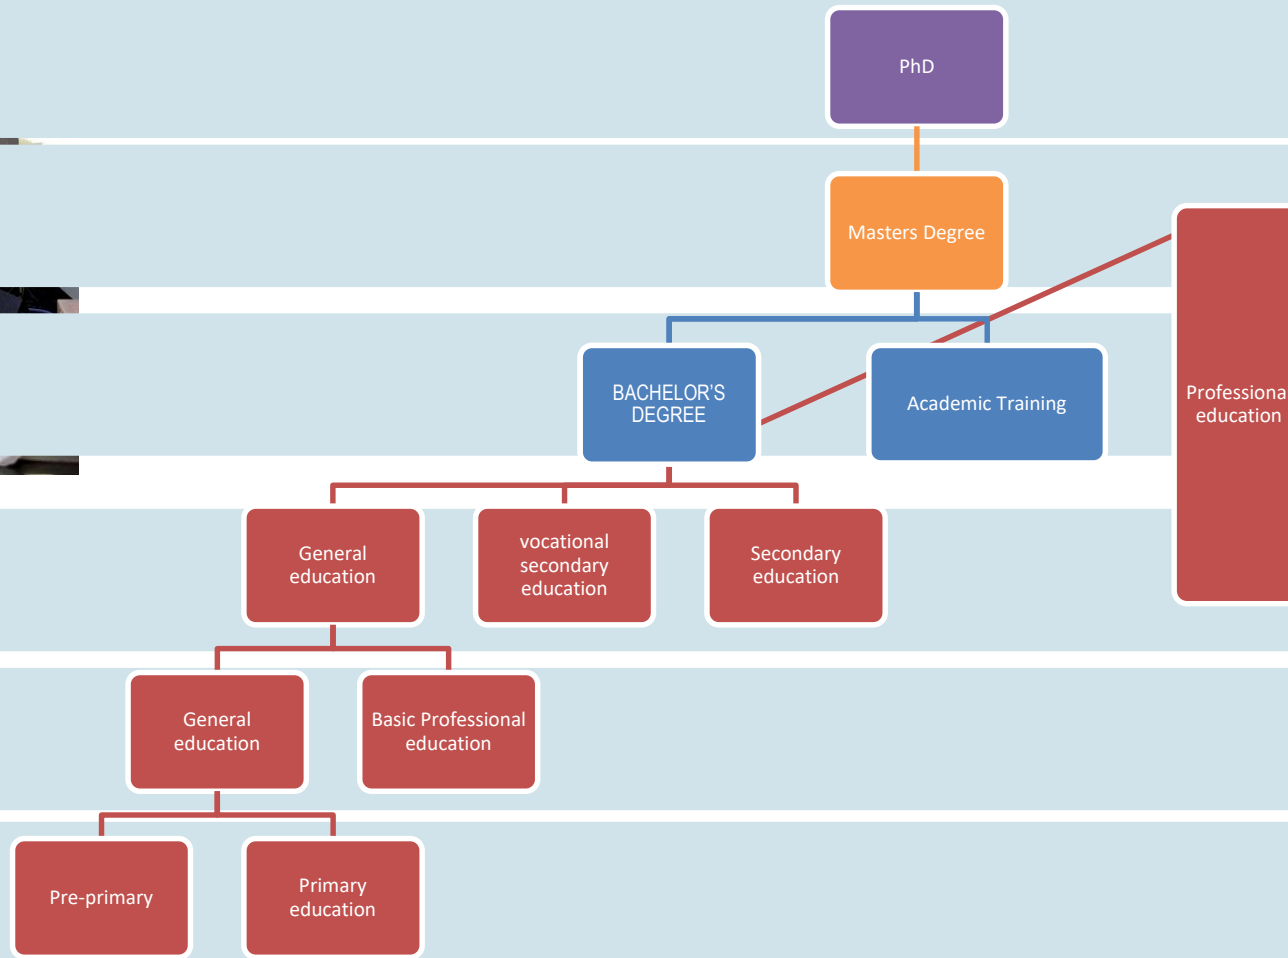 PhD
Masters Degree
BACHELOR'S
DEGREE
Academic Training
Professiona
education
General
education
vocational
secondary
education
Secondary
education
General
education
Basic Professional
education
Pre-primary
Primary
education